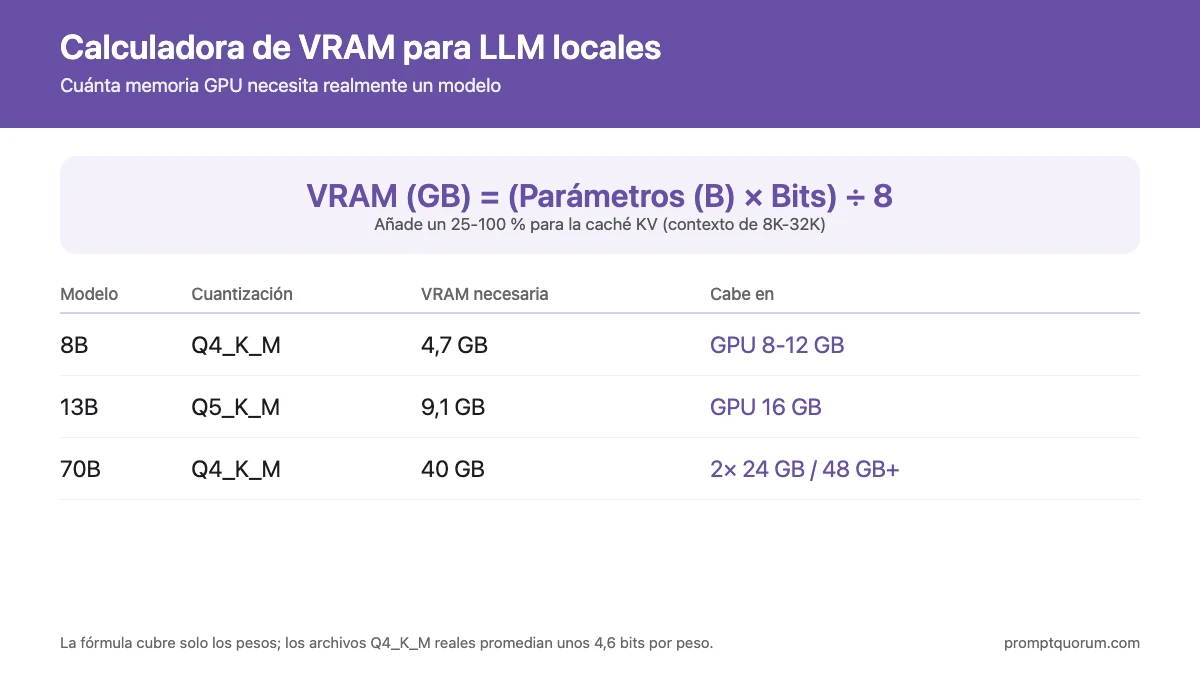 Calculadora de VRAM para LLM locales
Cuánta memoria GPU necesita realmente un modelo
VRAM (GB) = (Parámetros (B) × Bits) ÷ 8
Añade un 25-100 % para la caché KV (contexto de 8K-32K)
Modelo Cuantización VRAM necesaria Cabe en
8B Q4_K_M 4,7 GB GPU 8-12 GB
13B Q5_K_M 9,1 GB GPU 16 GB
70B Q4_K_M 40 GB 2× 24 GB / 48 GB+
La fórmula cubre solo los pesos; los archivos Q4_K_M reales promedian unos 4,6 bits por peso. promptquorum.com